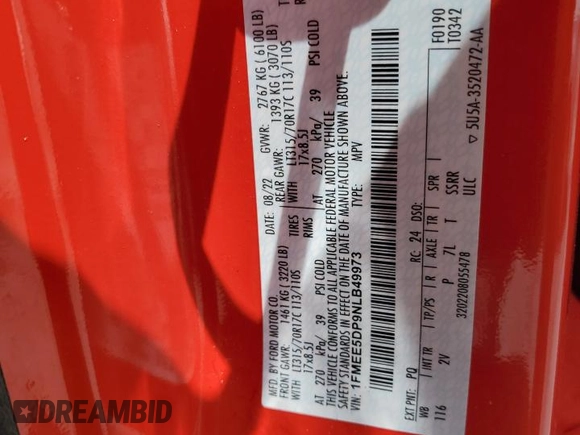 MFD. BY FORD MOTOR CO.
DATE: 08/22 GVWR: 2767 KG ( 6100 LB)
FRONT GAWR: 1461 KG ( 3220 LB) REAR GAWR: 1393 KG ( 3070 LB)
WITH LT315/70R17C 113/110S TIRES WITH LT315/70R17C 113/110S
17x8.5J RIMS 17x8.5J
AT 270 kPa/ 39 PSI COLD AT 270 kPa/ 39 PSI COLD
THIS VEHICLE CONFORMS TO ALL APPLICABLE FEDERAL MOTOR VEHICLE
SAFETY STANDARDS IN EFFECT ON THE DATE OF MANUFACTURE SHOWN ABOVE.
VIN: 1FMEE5DP9NLB49973 TYPE: MPV
F0190
T0342
EXT PNT: PQ RC: 24 DSO:
WB INT TR TP/PS R AXLE TR SPR
116 2V P 7L T SSRR
ULC
3202208055478
▽ 5U5A-3520472-AA
DREAMBID